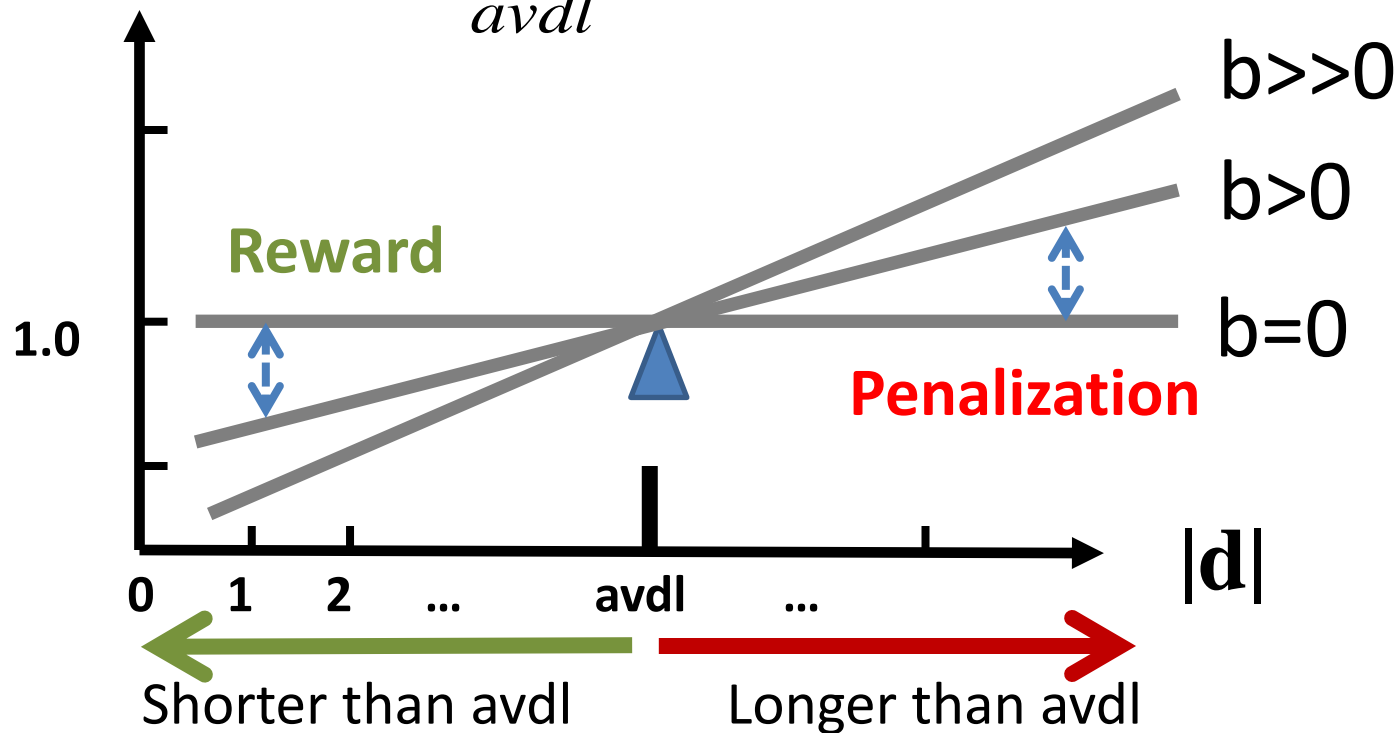 avdl
b>>0
b>0
Reward
1.0
b=0
Penalization
|d|
0 1 2 ... avdl ...
Shorter than avdl Longer than avdl